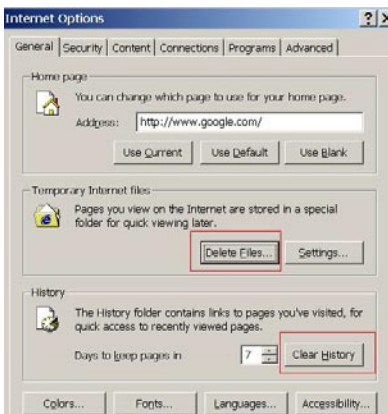 Internet Options
General Security Content Connections Programs Advanced
Home page
You can change which page to use for your home page.
Address: http://www.google.com/
Use Current Use Default Use Blank
Temporary Internet files
Pages you view on the Internet are stored in a special
folder for quick viewing later.
Delete Files... Settings...
History
The History folder contains links to pages you've visited, for
quick access to recently viewed pages.
Days to keep pages in 7 Clear History
Colors... Fonts... Languages... Accessibility...